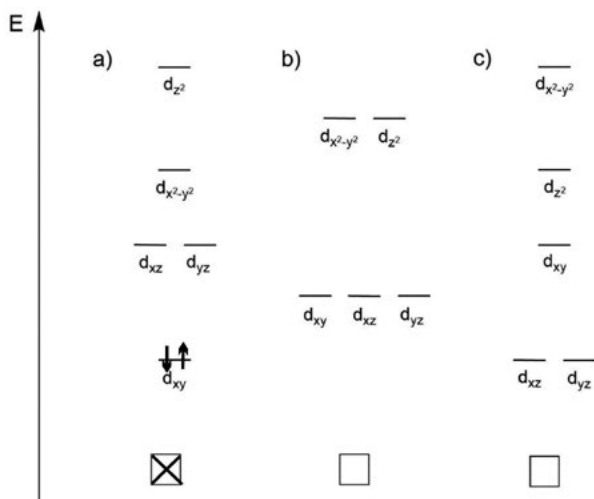 E
a) b) c)
d_z² d_x²-y²
d_x²-y² d_z²
d_x²-y² d_z²
d_xz d_yz d_xy
d_xy d_xz d_yz
d_xy d_xz d_yz